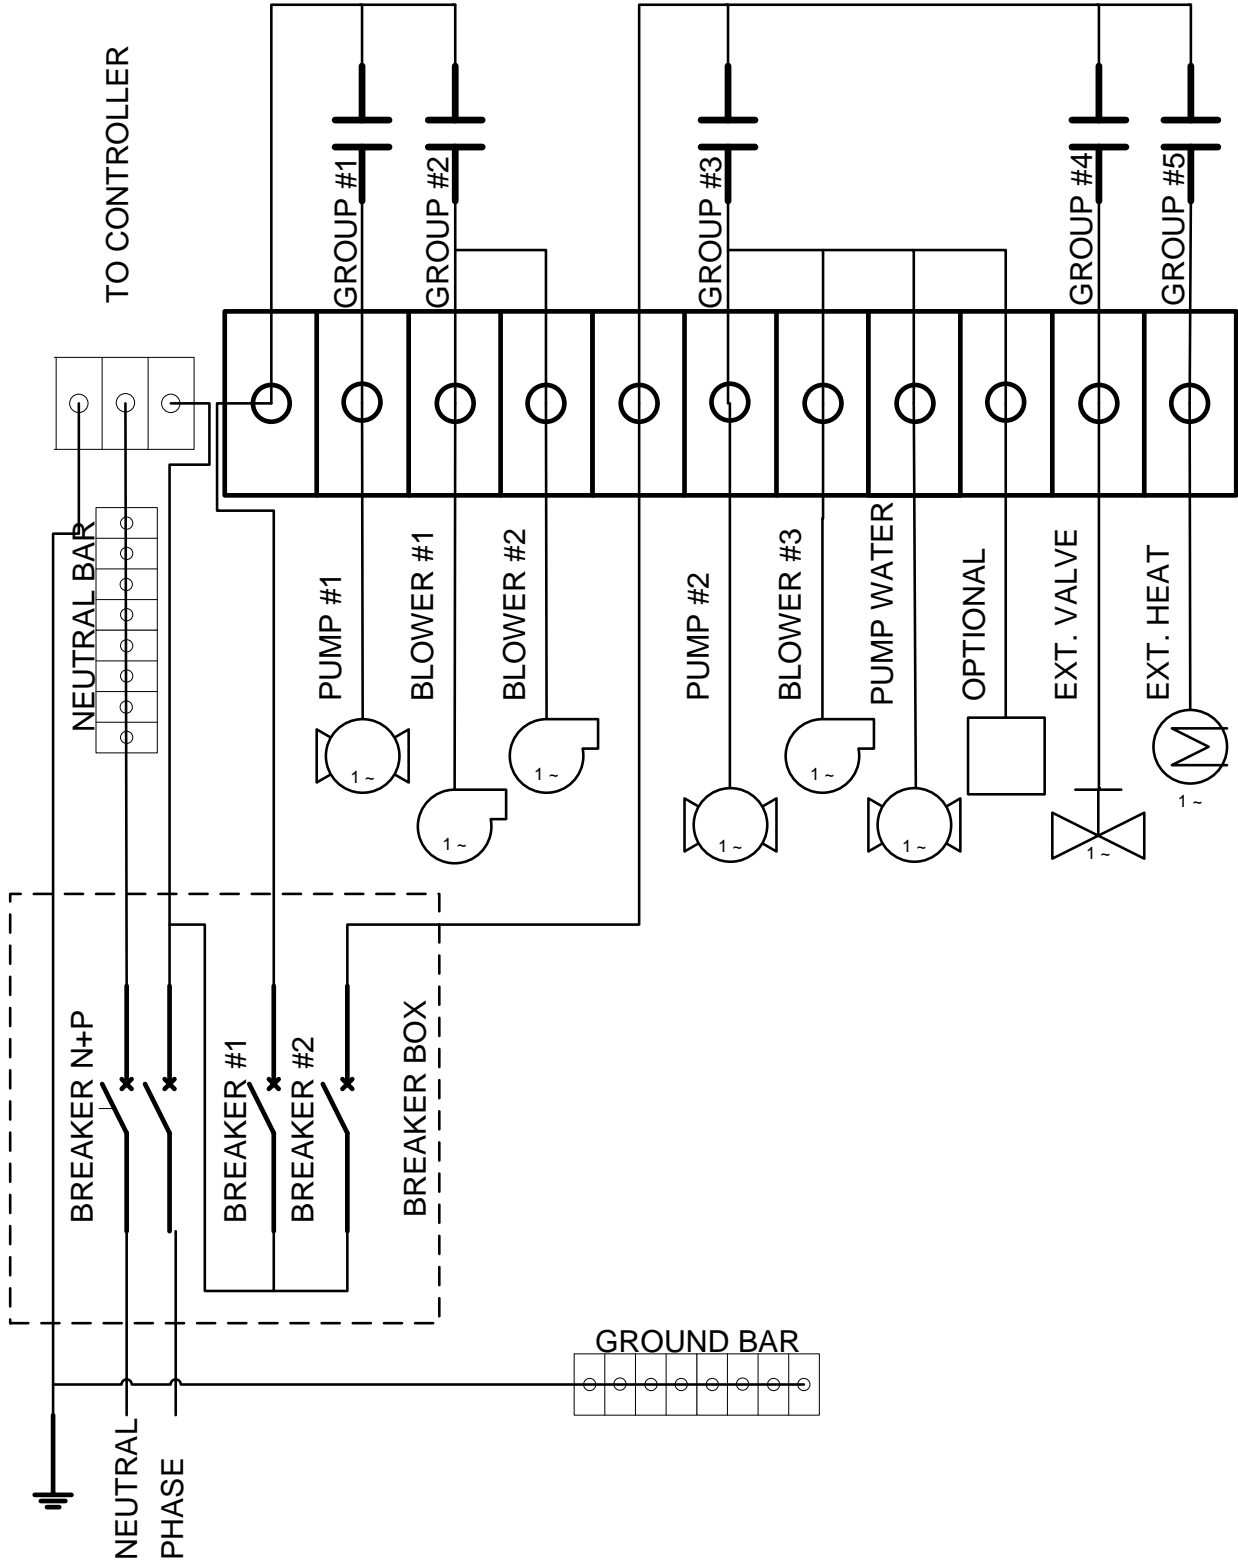 TO CONTROLLER
GROUP #1
GROUP #2
GROUP #3
GROUP #4
GROUP #5
NEUTRAL BAR
PUMP #1
BLOWER #1
BLOWER #2
PUMP #2
BLOWER #3
PUMP WATER
OPTIONAL
EXT. VALVE
EXT. HEAT
1 ~
1 ~
1 ~
1 ~
1 ~
1 ~
1 ~
1 ~
BREAKER N+P
BREAKER #1
BREAKER #2
BREAKER BOX
GROUND BAR
NEUTRAL
PHASE